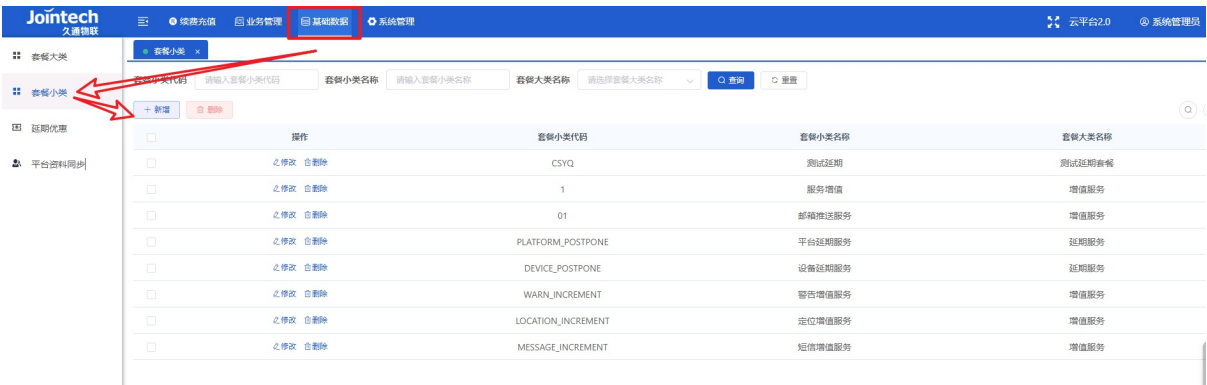 Jointech
久通物联
续费充值 业务管理 基础数据 系统管理 云平台2.0 系统管理员
套餐大类
套餐小类
延期优惠
平台资料同步
套餐小类 ×
套餐小类代码 请输入套餐小类代码 套餐小类名称 请输入套餐小类名称 套餐大类名称 请选择套餐大类名称 查询 重置
+ 新增 删除
操作 套餐小类代码 套餐小类名称 套餐大类名称
修改 删除 CSYQ 测试延期 测试延期套餐
修改 删除 1 服务增值 增值服务
修改 删除 01 邮箱推送服务 增值服务
修改 删除 PLATFORM_POSTPONE 平台延期服务 延期服务
修改 删除 DEVICE_POSTPONE 设备延期服务 延期服务
修改 删除 WARN_INCREMENT 警告增值服务 增值服务
修改 删除 LOCATION_INCREMENT 定位增值服务 增值服务
修改 删除 MESSAGE_INCREMENT 短信增值服务 增值服务